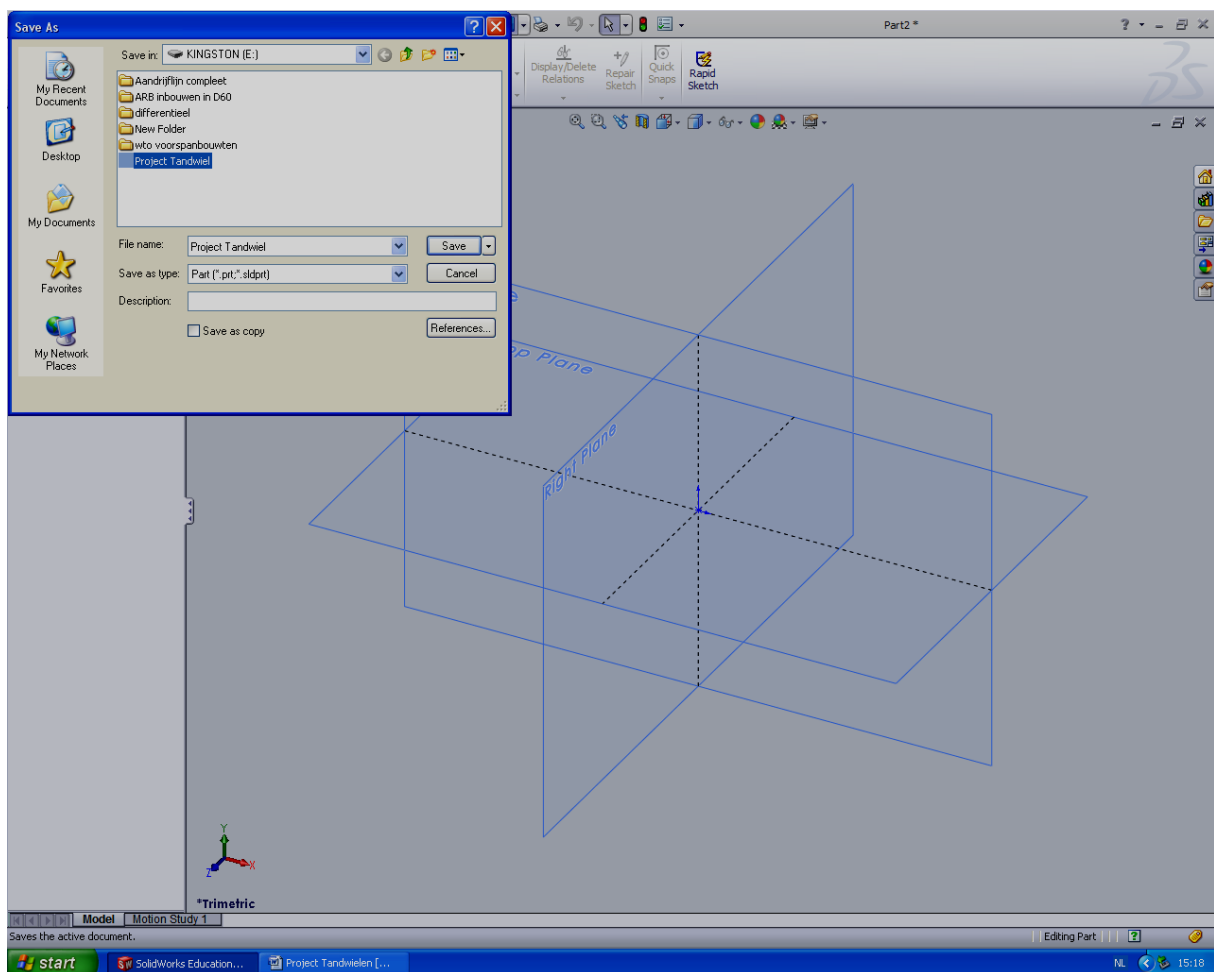 Save As
Part2 *
Save in:
KINGSTON (E:)
My Recent Documents
Desktop
My Documents
Favorites
My Network Places
Aandrijflijn compleet
ARB inbouwen in D60
differentieel
New Folder
wto voorspanbouwten
Project Tandwiel
File name:
Project Tandwiel
Save
Save as type:
Part (*.prt;*.sldprt)
Cancel
Description:
Save as copy
References...
Display/Delete Relations
Repair Sketch
Quick Snaps
Rapid Sketch
Plane
Right Plane
Y
X
Z
*Trimetric
Model
Motion Study 1
Saves the active document.
Editing Part
start
SolidWorks Education...
Project Tandwielen [...
NL
15:18